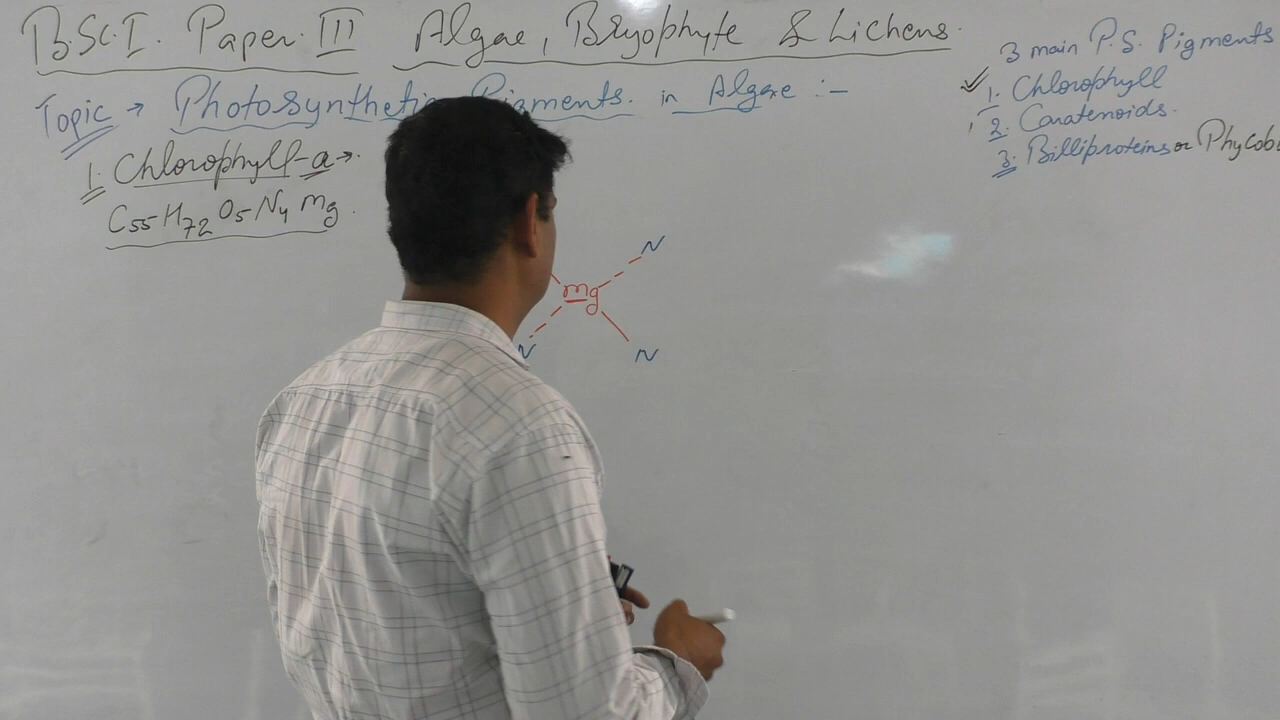 B.Sc. I. Paper. III Algae, Bryophyte & Lichens.
Topic → Photosynthetic Pigments. in Algae :-
1. Chlorophyll-a →.
C55 H72 O5 N4 Mg.
3 main P.S. Pigments
✓ 1. Chlorophyll
2. Caratenoids.
3. Billiproteins or Phycob
N
Mg
N
N